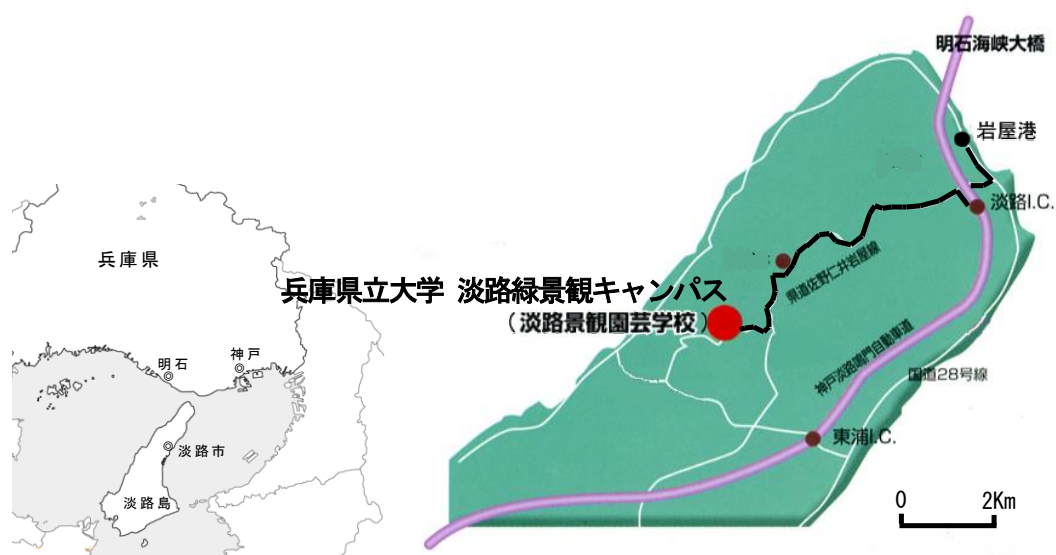 明石海峡大橋
岩屋港
淡路I.C.
兵庫県
県道佐野仁井岩屋線
兵庫県立大学 淡路緑景観キャンパス
(淡路景観園芸学校)
神戸淡路鳴門自動車道
国道28号線
明石
神戸
淡路市
東浦I.C.
淡路島
0 2Km